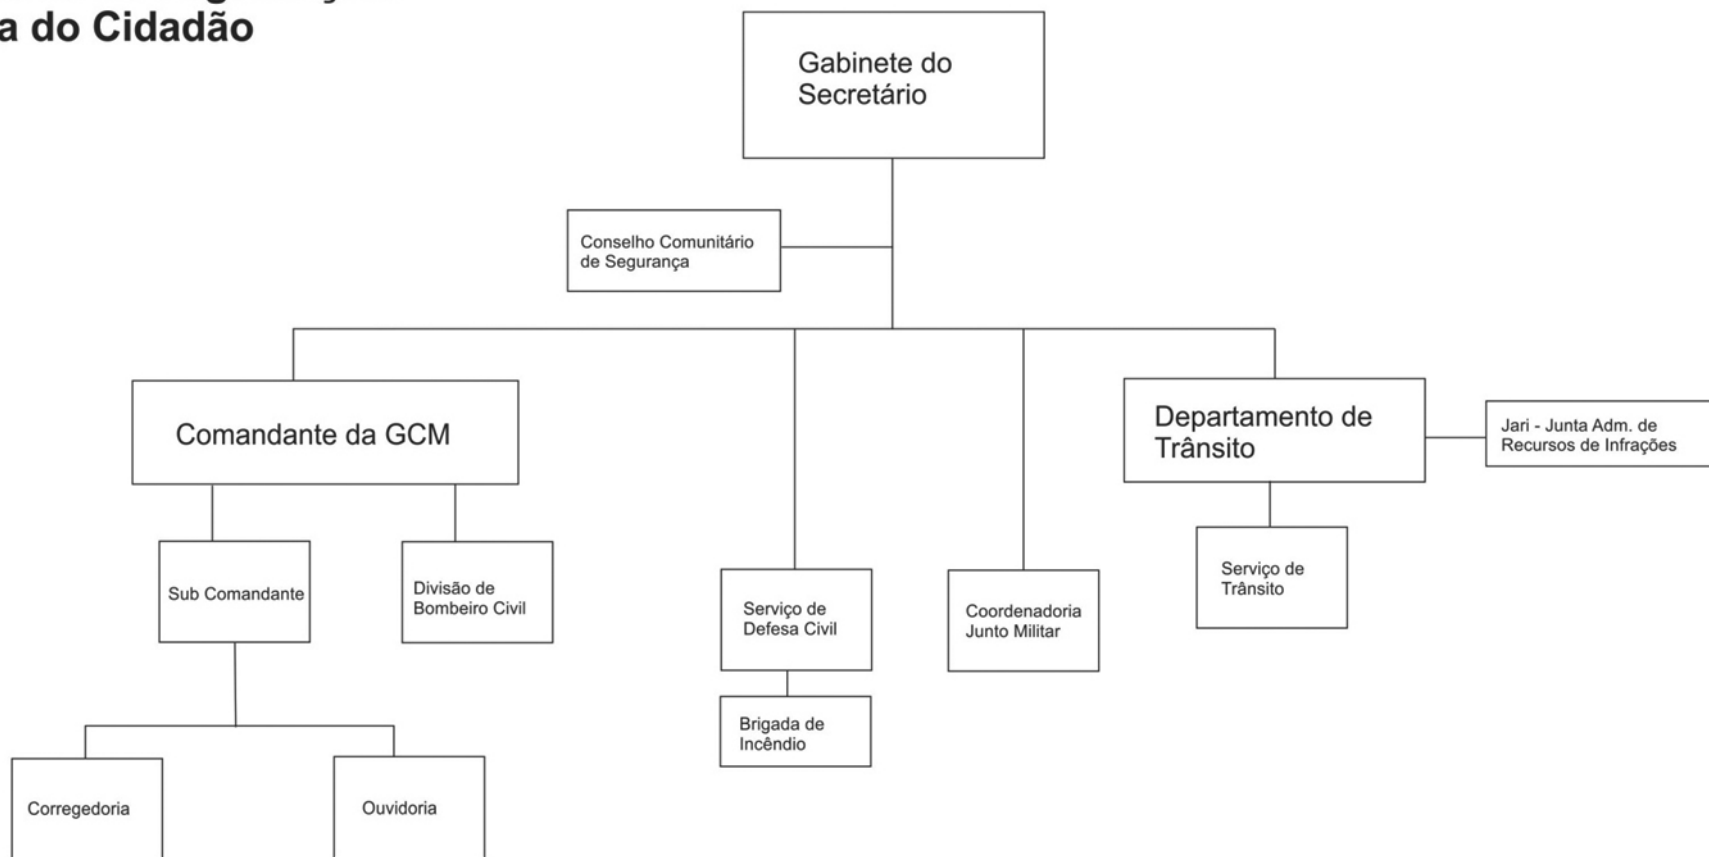 a do Cidadão
Gabinete do
Secretário
Conselho Comunitário
de Segurança
Comandante da GCM
Departamento de
Trânsito
Jari - Junta Adm. de
Recursos de Infrações
Sub Comandante
Divisão de
Bombeiro Civil
Serviço de
Defesa Civil
Coordenadoria
Junto Militar
Serviço de
Trânsito
Brigada de
Incêndio
Corregedoria
Ouvidoria